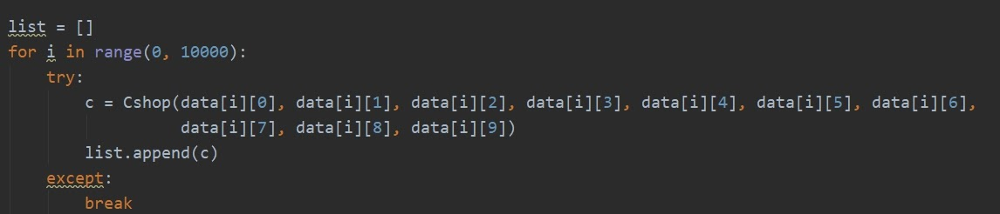 list = []
for i in range(0, 10000):
    try:
        c = Cshop(data[i][0], data[i][1], data[i][2], data[i][3], data[i][4], data[i][5], data[i][6],
                  data[i][7], data[i][8], data[i][9])
        list.append(c)
    except:
        break